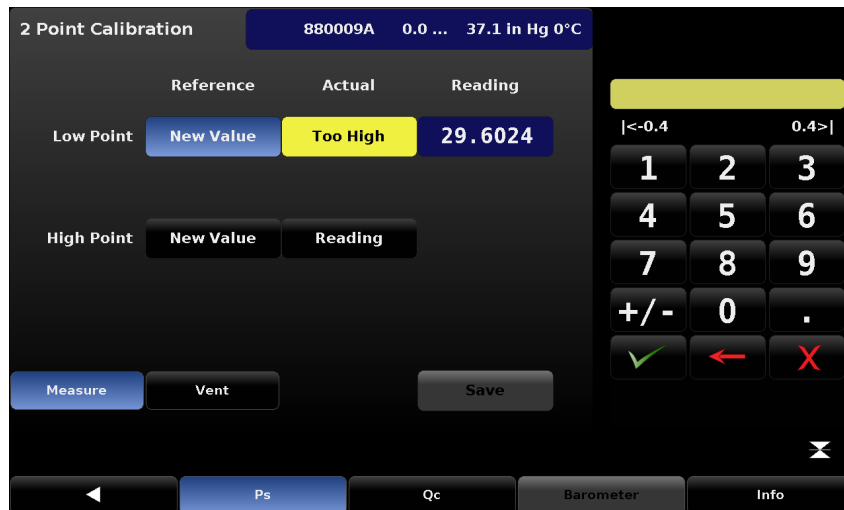 2 Point Calibration 880009A 0.0 ... 37.1 in Hg 0°C
Reference Actual Reading
|<-0.4 0.4>|
Low Point New Value Too High 29.6024
1 2 3
4 5 6
High Point New Value Reading
7 8 9
+/- 0 .
X
Measure Vent Save
Ps Qc Barometer Info